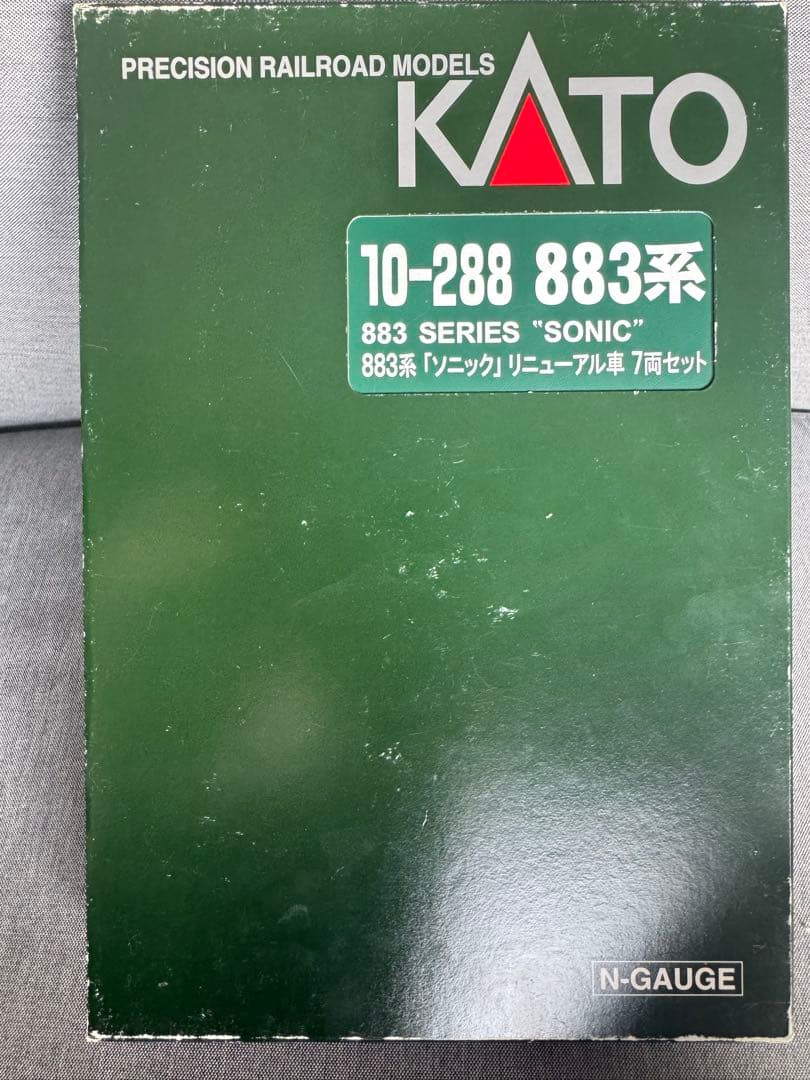 PRECISION RAILROAD MODELS
KATO
10-288 883系
883 SERIES "SONIC"
883系「ソニック」リニューアル車 7両セット
N-GAUGE